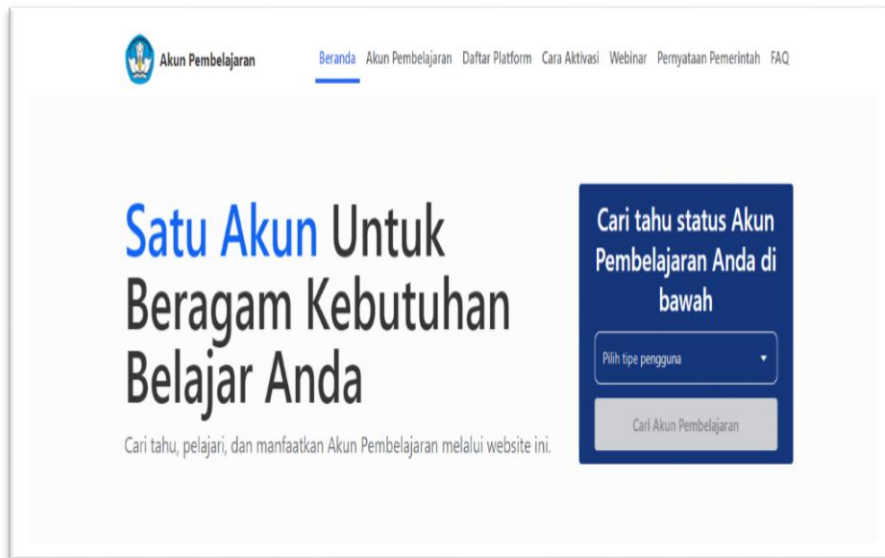 Akun Pembelajaran
Beranda Akun Pembelajaran Daftar Platform Cara Aktivasi Webinar Pernyataan Pemerintah FAQ
Satu Akun Untuk
Beragam Kebutuhan
Belajar Anda
Cari tahu, pelajari, dan manfaatkan Akun Pembelajaran melalui website ini.
Cari tahu status Akun
Pembelajaran Anda di
bawah
Pilih tipe pengguna
Cari Akun Pembelajaran